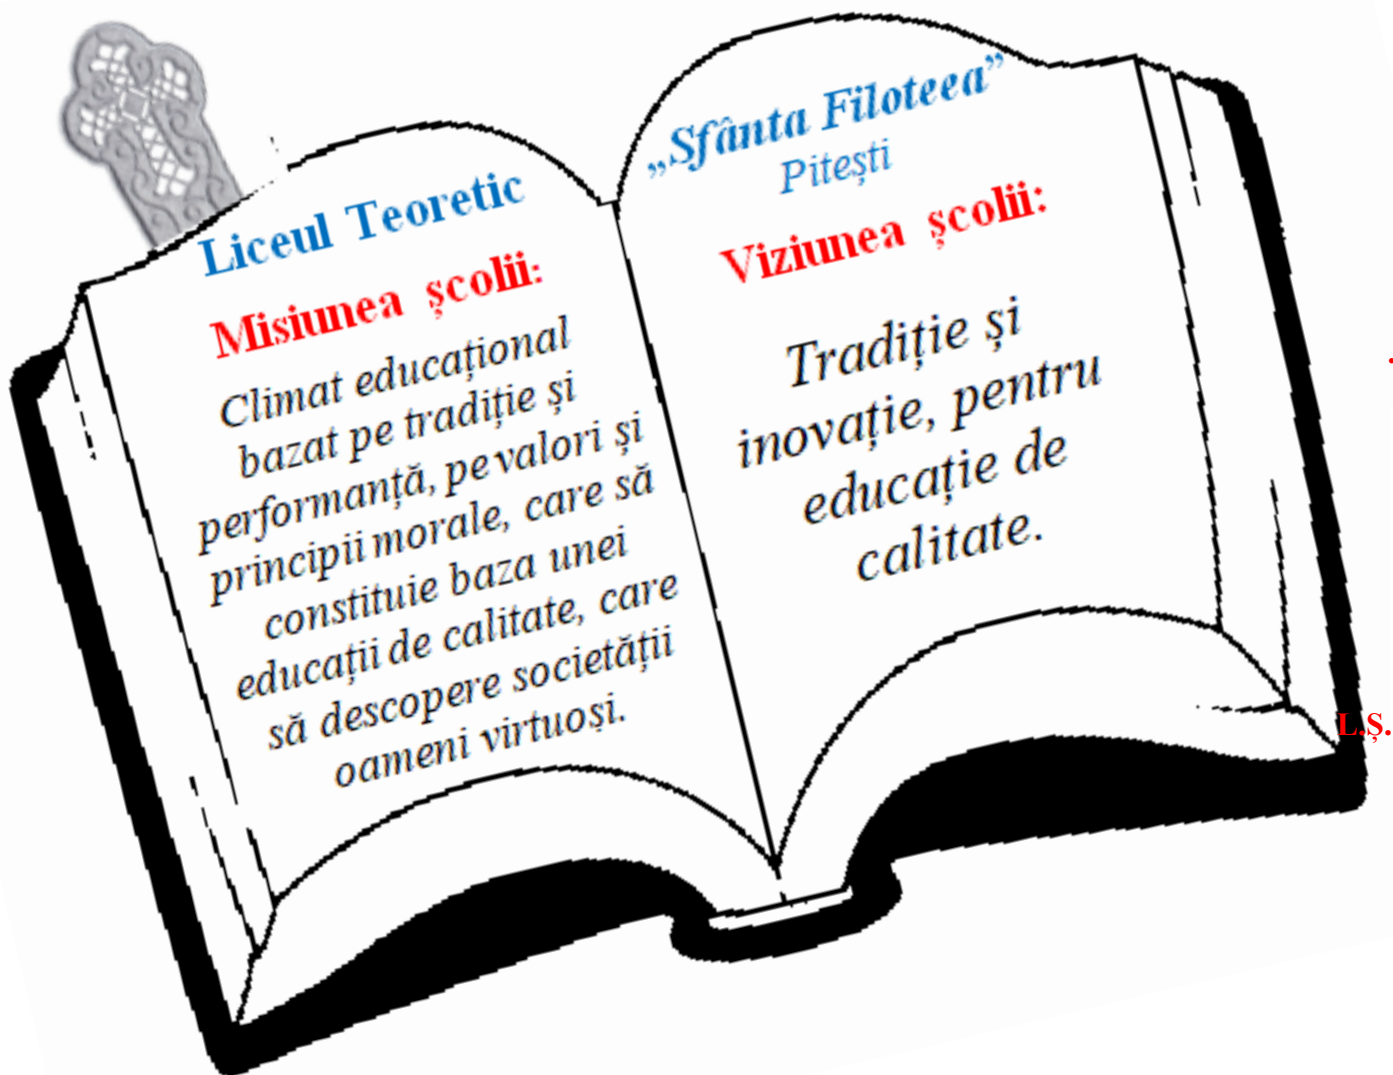 Liceul Teoretic
Misiunea școlii:
Climat educațional
bazat pe tradiție și
performanță, pe valori și
principii morale, care să
constituie baza unei
educații de calitate, care
să descopere societății
oameni virtuoși.
„Sfânta Filoteea”
Pitești
Viziunea școlii:
Tradiție și
inovație, pentru
educație de
calitate.
L.Ș.